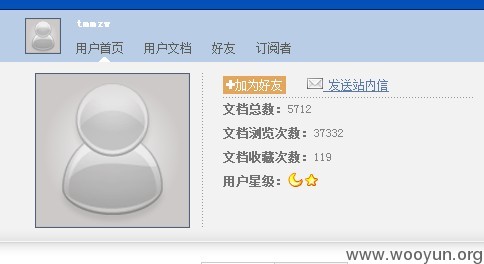 tmmzw
用户首页 用户文档 好友 订阅者
加为好友 发送站内信
文档总数：5712
文档浏览次数：37332
文档收藏次数：119
用户星级：
www.wooyun.org